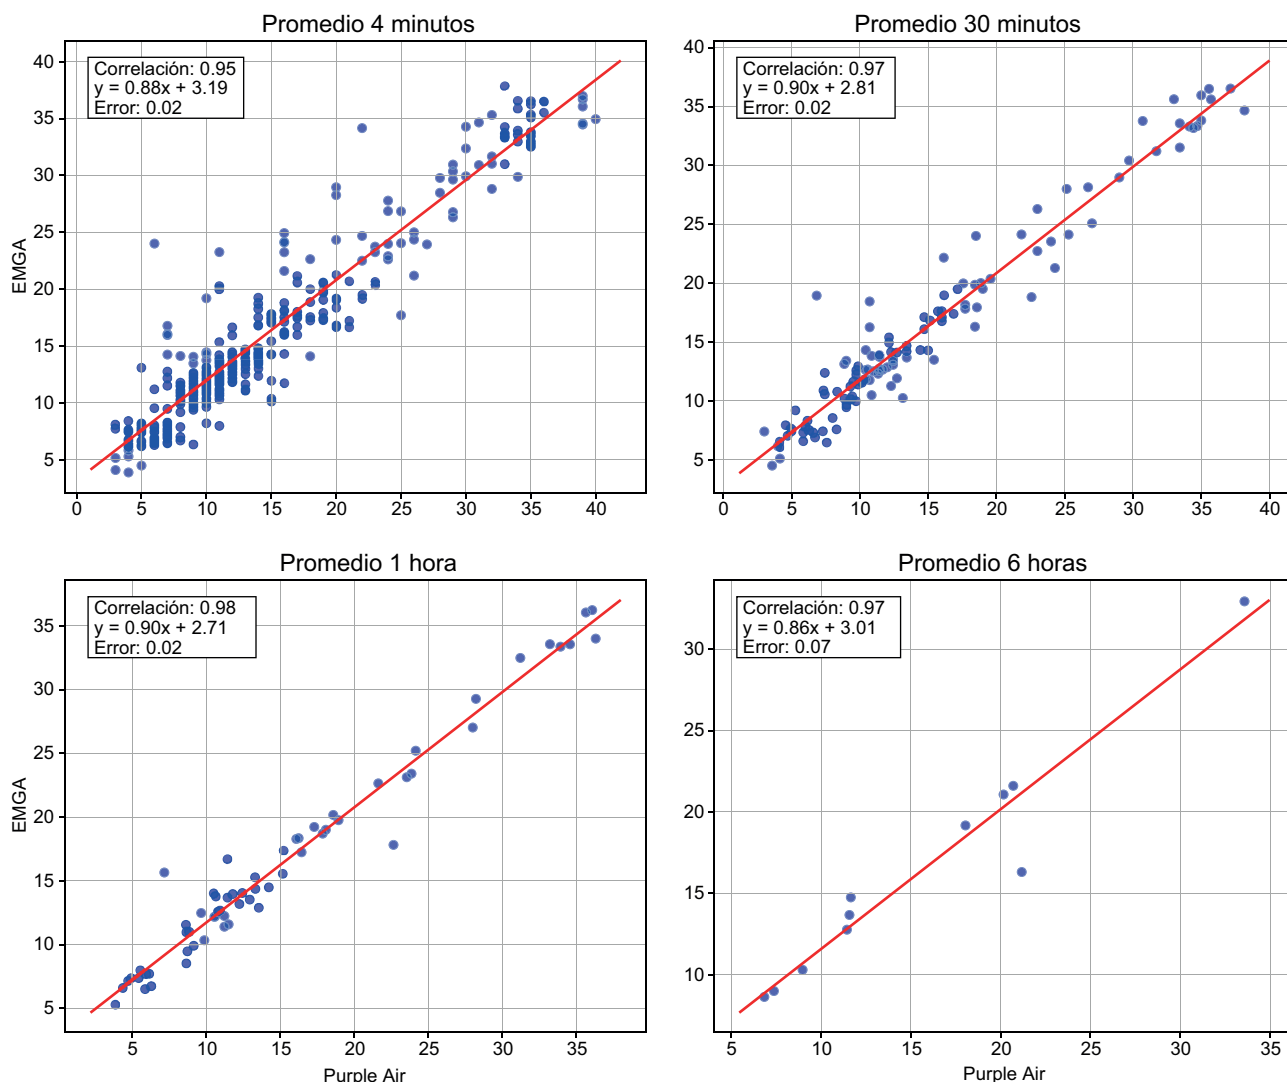 Promedio 4 minutos
Correlación: 0.95
y = 0.88x + 3.19
Error: 0.02
EMGA
40
35
30
25
20
15
10
5
0 5 10 15 20 25 30 35 40
Promedio 30 minutos
Correlación: 0.97
y = 0.90x + 2.81
Error: 0.02
40
35
30
25
20
15
10
5
0 5 10 15 20 25 30 35 40
Promedio 1 hora
Correlación: 0.98
y = 0.90x + 2.71
Error: 0.02
EMGA
35
30
25
20
15
10
5
5 10 15 20 25 30 35
Purple Air
Promedio 6 horas
Correlación: 0.97
y = 0.86x + 3.01
Error: 0.07
30
25
20
15
10
5 10 15 20 25 30 35
Purple Air